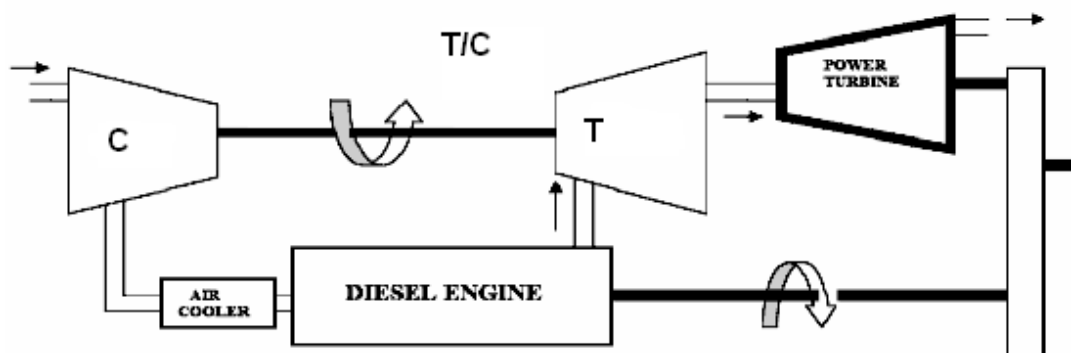 T/C
POWER
TURBINE
C
T
AIR
COOLER
DIESEL ENGINE